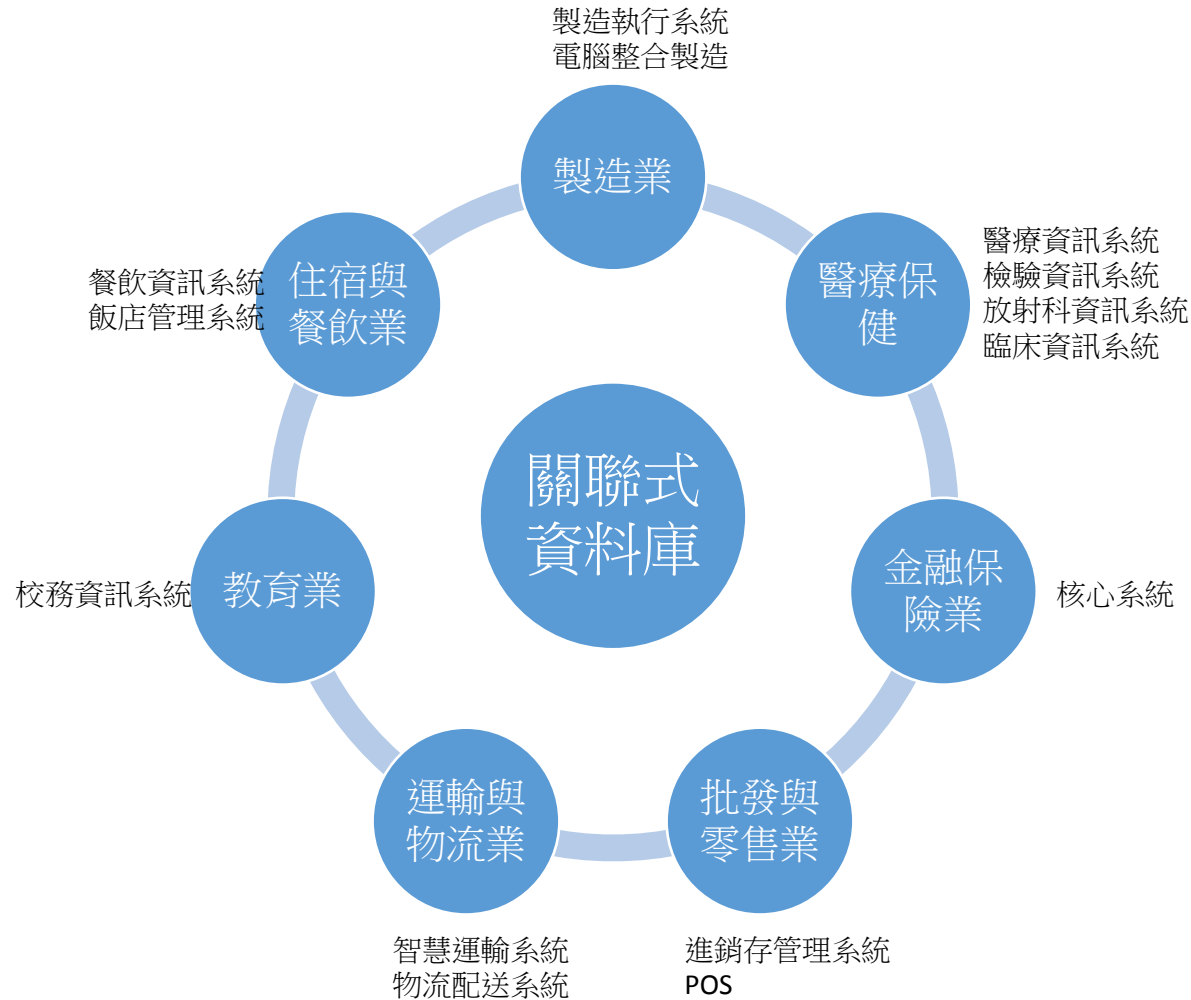 製造執行系統
電腦整合製造
製造業
醫療保
健
醫療資訊系統
檢驗資訊系統
放射科資訊系統
臨床資訊系統
金融保
險業
核心系統
批發與
零售業
進銷存管理系統
POS
運輸與
物流業
智慧運輸系統
物流配送系統
教育業
校務資訊系統
住宿與
餐飲業
餐飲資訊系統
飯店管理系統
關聯式
資料庫